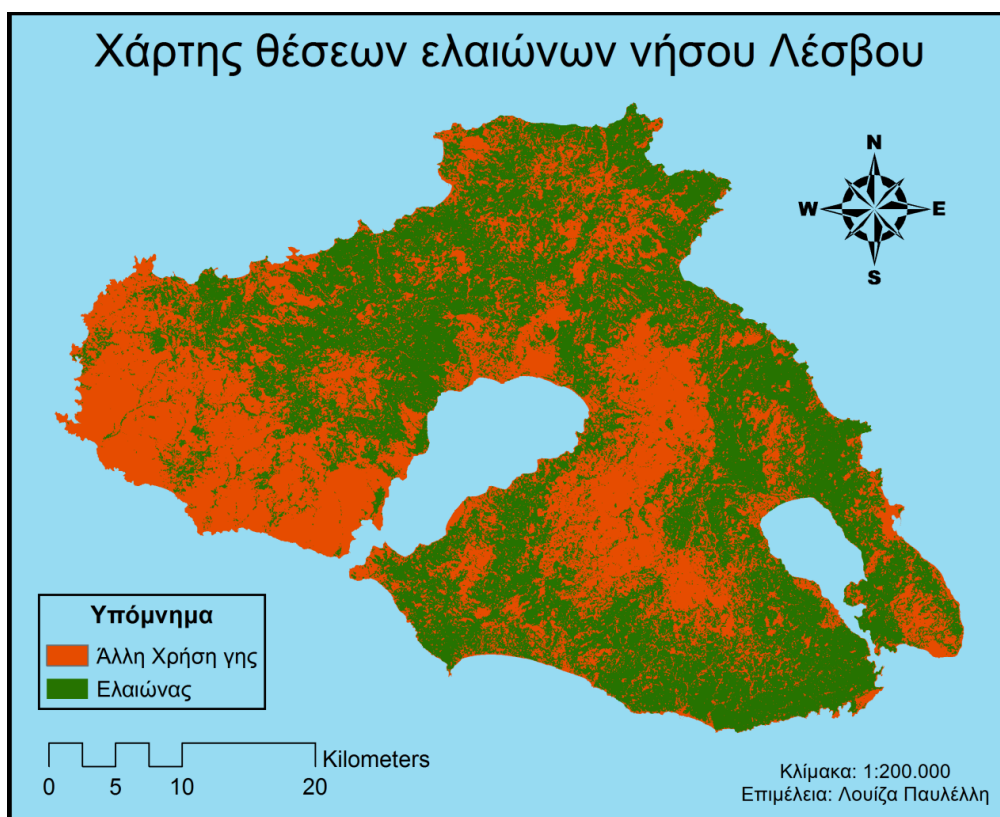 Χάρτης θέσεων ελαιώνων νήσου Λέσβου
N
W E
S
Υπόμνημα
Άλλη Χρήση γης
Ελαιώνας
Kilometers
0 5 10 20
Κλίμακα: 1:200.000
Επιμέλεια: Λουίζα Παυλέλλη